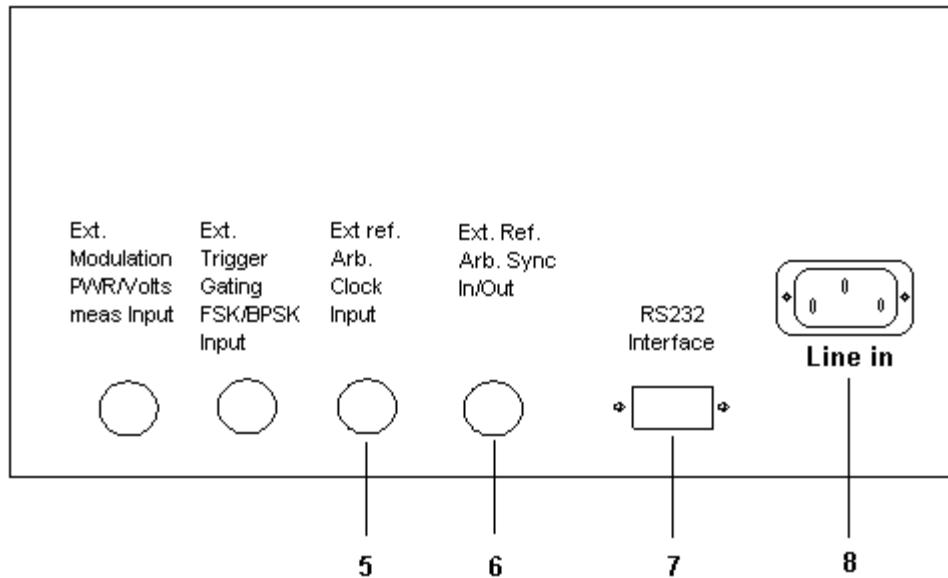 Ext.
Modulation
PWR/Volts
meas Input
Ext.
Trigger
Gating
FSK/BPSK
Input
Ext ref.
Arb.
Clock
Input
Ext. Ref.
Arb. Sync
In/Out
RS232
Interface
Line in
5
6
7
8